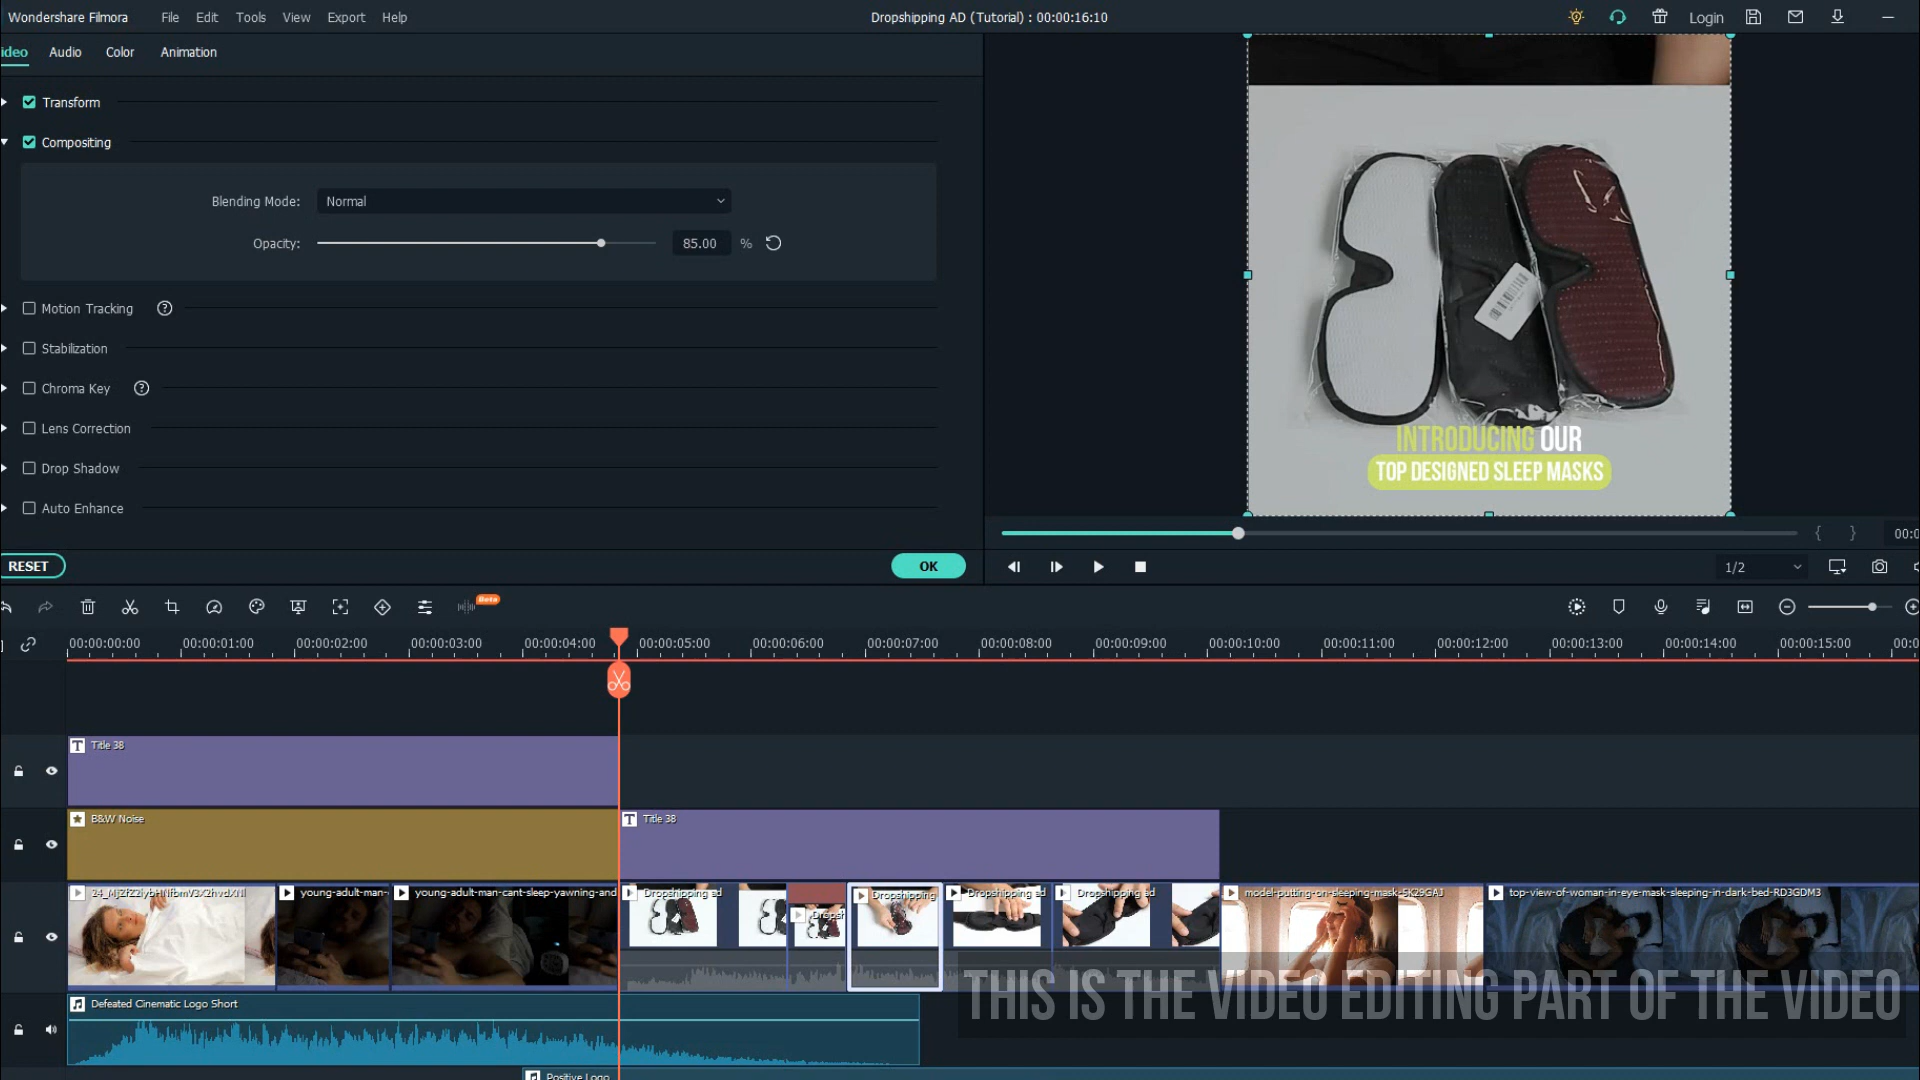 Wondershare Filmora File Edit Tools View Export Help Dropshipping AD (Tutorial) : 00:00:16:10 Login
ideo Audio Color Animation
Transform
Compositing
Blending Mode: Normal
Opacity: 85.00 %
Motion Tracking ?
Stabilization
Chroma Key ?
Lens Correction
Drop Shadow
Auto Enhance
INTRODUCING OUR
TOP DESIGNED SLEEP MASKS
{ } 00:0
RESET OK 1/2
Beta
00:00:00:00 00:00:01:00 00:00:02:00 00:00:03:00 00:00:04:00 00:00:05:00 00:00:06:00 00:00:07:00 00:00:08:00 00:00:09:00 00:00:10:00 00:00:11:00 00:00:12:00 00:00:13:00 00:00:14:00 00:00:15:00 00:0
Title 38
B&W Noise Title 38
young-adult-man- young-adult-man-cant-sleep-yawning-and Dropshipping ad Dropsh Dropshipping Dropshipping ad Dropshipping ad model-putting-on-sleeping-mask-5K29GAJ top-view-of-woman-in-eye-mask-sleeping-in-dark-bed-RD3GDM3
THIS IS THE VIDEO EDITING PART OF THE VIDEO
Defeated Cinematic Logo Short
Positive Logo